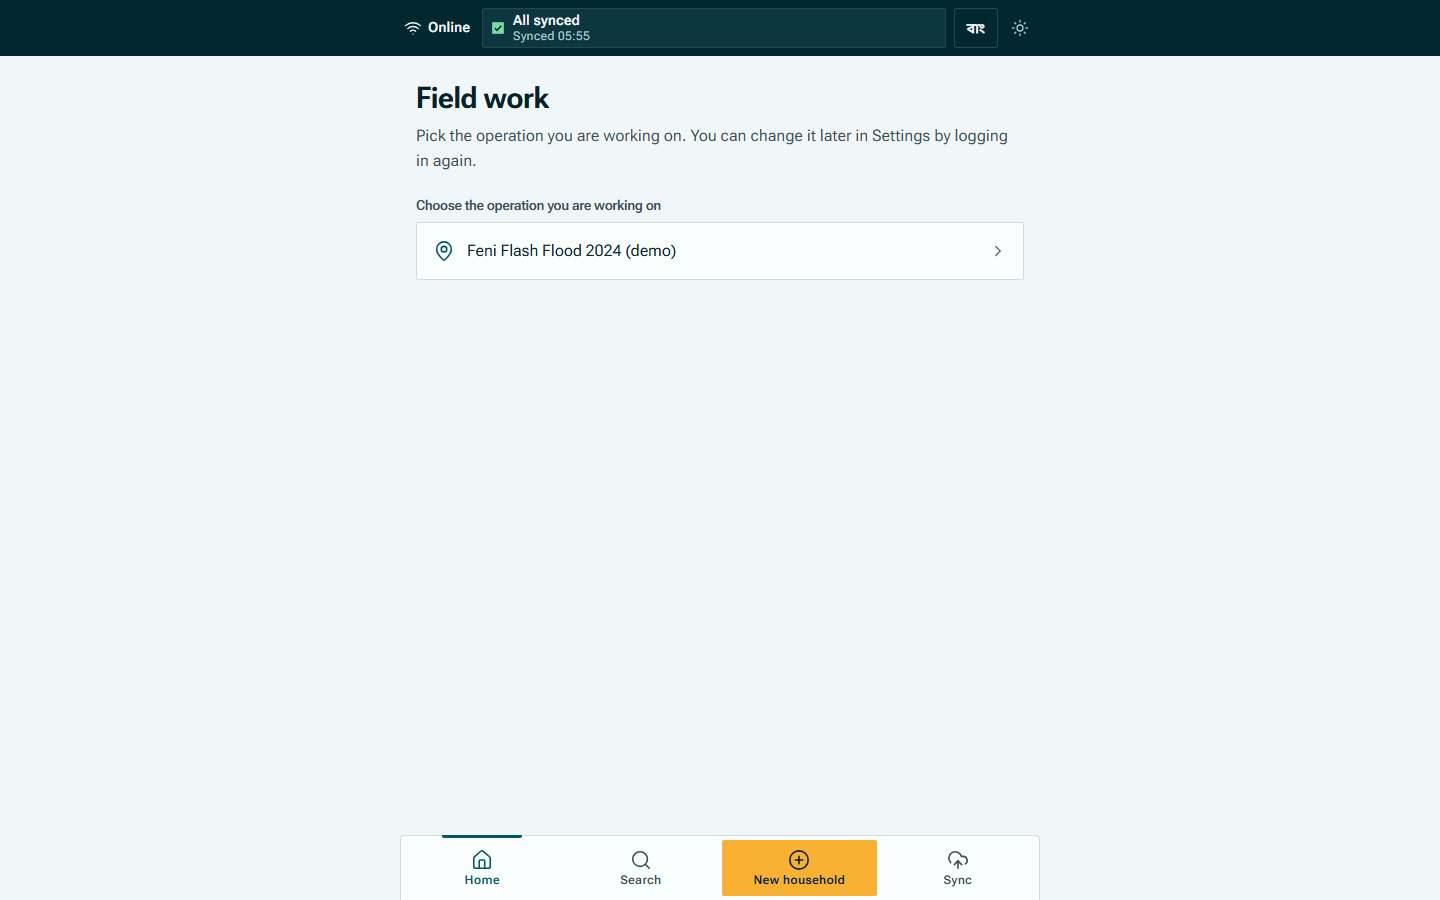 Online
All synced
Synced 05:55
বাং
Field work
Pick the operation you are working on. You can change it later in Settings by logging
in again.
Choose the operation you are working on
Feni Flash Flood 2024 (demo)
Home
Search
New household
Sync